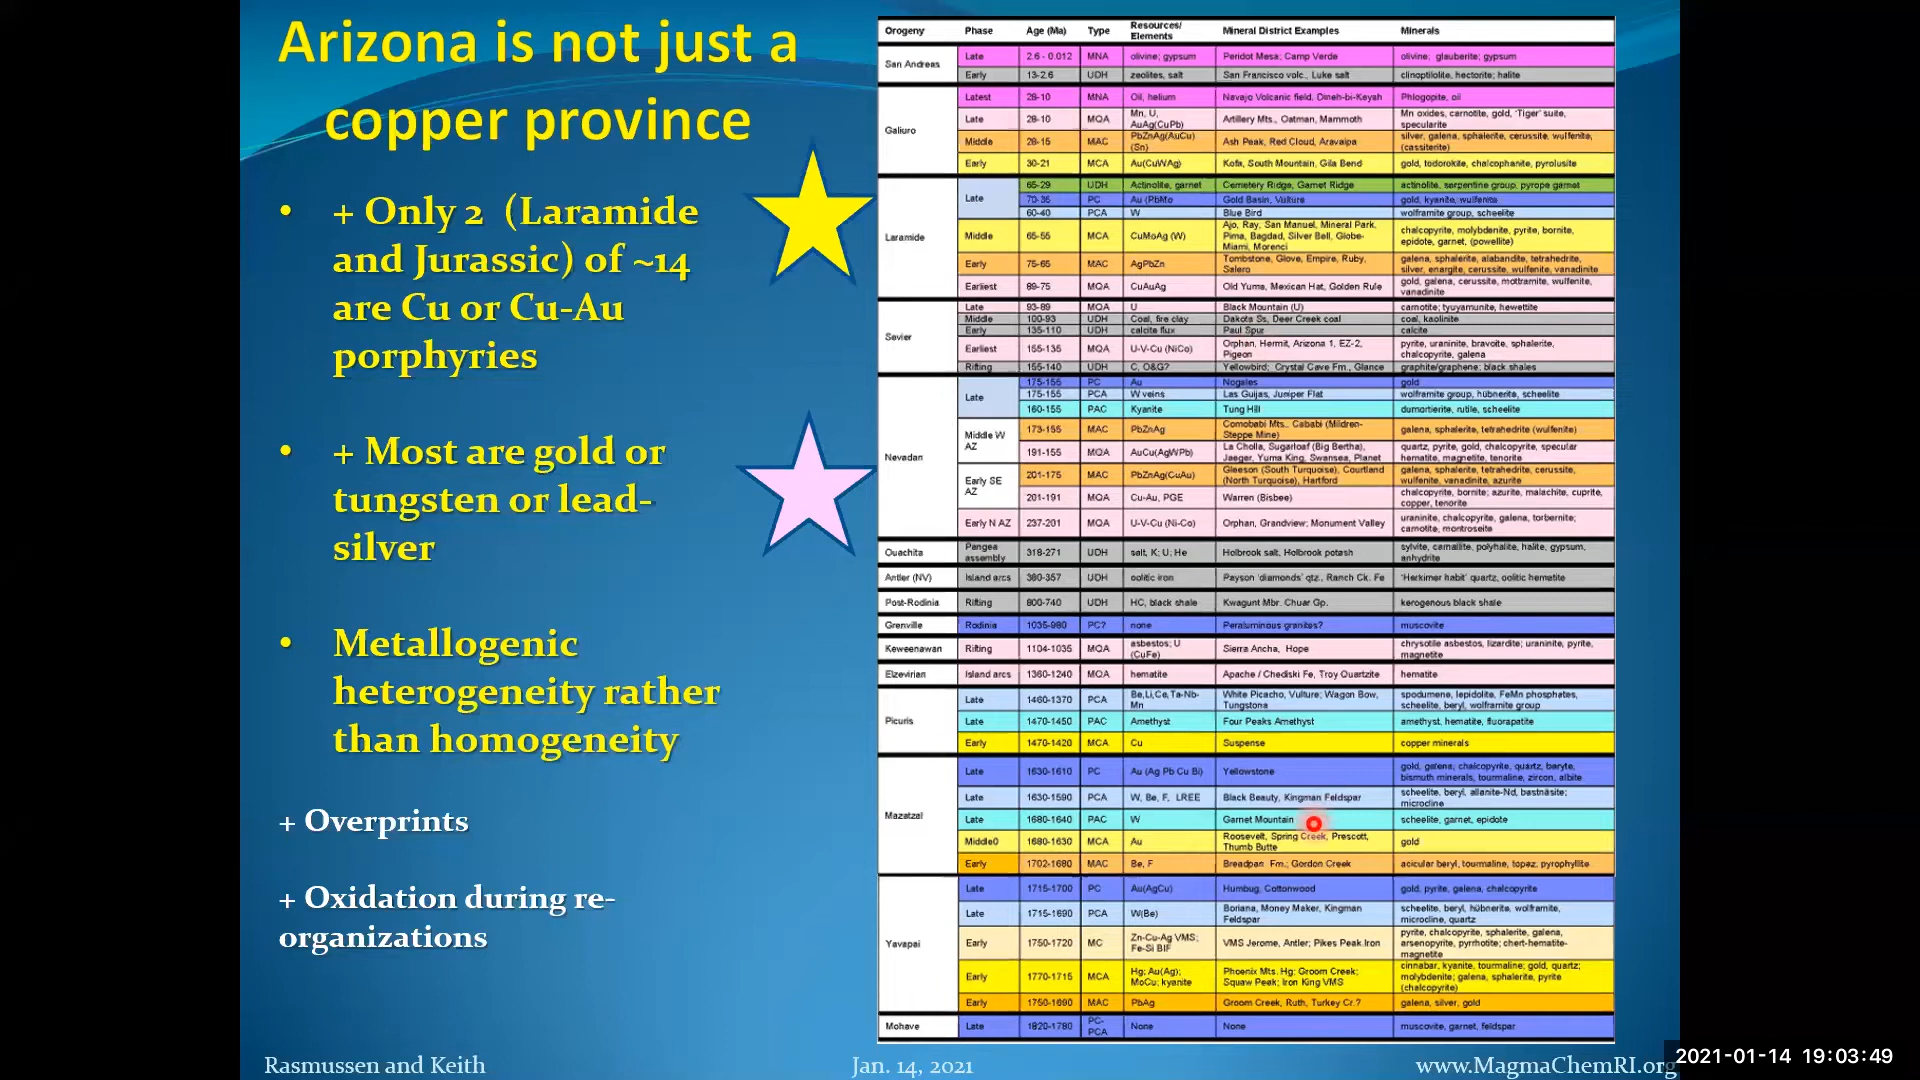 Arizona is not just a
copper province
• + Only 2 (Laramide
and Jurassic) of ~14
are Cu or Cu-Au
porphyries
• + Most are gold or
tungsten or lead-
silver
• Metallogenic
heterogeneity rather
than homogeneity
+ Overprints
+ Oxidation during re-
organizations
Orogeny Phase Age (Ma) Type Resources/ Elements Mineral District Examples Minerals
San Andreas
Late 2.6 - 0.012 MNA olivine; gypsum Peridot Mesa; Camp Verde olivine; glauberite; gypsum
Early 13-2.6 UDH zeolites, salt San Francisco volc., Luke salt clinoptilolite, hectorite; halite
Galiuro
Latest 28-10 MNA Oil, helium Navajo Volcanic field, Dineh-bi-Keyah Phlogopite, oil
Late 28-10 MQA Mn, U, AuAg(CuPb) Artillery Mts., Oatman, Mammoth Mn oxides, carnotite, gold, 'Tiger' suite, specularite
Middle 28-15 MAC PbZnAg(AuCu) (Sn) Ash Peak, Red Cloud, Aravaipa silver, galena, sphalerite, cerussite, wulfenite, (cassiterite)
Early 30-21 MCA Au(CuWAg) Kofa, South Mountain, Gila Bend gold, todorokite, chalcophanite, pyrolusite
Laramide
Late 65-29 UDH Actinolite, garnet Cemetery Ridge, Garnet Ridge actinolite, serpentine group, pyrope garnet
70-35 PC Au (PbMo Gold Basin, Vulture gold, kyanite, wulfenite
60-40 PCA W Blue Bird wolframite group, scheelite
Middle 65-55 MCA CuMoAg (W) Ajo, Ray, San Manuel, Mineral Park, Pima, Bagdad, Silver Bell, Globe-Miami, Morenci chalcopyrite, molybdenite, pyrite, bornite, epidote, garnet, (powellite)
Early 75-65 MAC AgPbZn Tombstone, Glove, Empire, Ruby, Salero galena, sphalerite, alabandite, tetrahedrite, silver, enargite, cerussite, wulfenite, vanadinite
Earliest 89-75 MQA CuAuAg Old Yuma, Mexican Hat, Golden Rule gold, galena, cerussite, mottramite, wulfenite, vanadinite
Sevier
Late 93-89 MQA U Black Mountain (U) carnotite; tyuyamunite, hewettite
Middle 100-93 UDH Coal, fire clay Dakota Ss, Deer Creek coal coal, kaolinite
Early 135-110 UDH calcite flux Paul Spur calcite
Earliest 155-135 MQA U-V-Cu (NiCo) Orphan, Hermit, Arizona 1, EZ-2, Pigeon pyrite, uraninite, bravoite, sphalerite, chalcopyrite, galena
Rifting 155-140 UDH C, O&G? Yellowbird; Crystal Cave Fm., Glance graphite/graphene; black shales
Nevadan
Late 175-155 PC Au Nogales gold
175-155 PCA W veins Las Guijas, Juniper Flat wolframite group, hübnerite, scheelite
160-155 PAC Kyanite Tung Hill dumortierite, rutile, scheelite
Middle W AZ 173-155 MAC PbZnAg Comobabi Mts., Cababi (Mildren-Steppe Mine) galena, sphalerite, tetrahedrite (wulfenite)
191-155 MQA AuCu(AgWPb) La Cholla, Sugarloaf (Big Bertha), Jaeger, Yuma King, Swansea, Planet quartz, pyrite, gold, chalcopyrite, specular hematite, magnetite, tenorite
Early SE AZ 201-175 MAC PbZnAg(CuAu) Gleeson (South Turquoise), Courtland (North Turquoise), Hartford galena, sphalerite, tetrahedrite, cerussite, wulfenite, vanadinite, azurite
201-191 MQA Cu-Au, PGE Warren (Bisbee) chalcopyrite, bornite; azurite, malachite, cuprite, copper, tenorite
Early N AZ 237-201 MQA U-V-Cu (Ni-Co) Orphan, Grandview; Monument Valley uraninite, chalcopyrite, galena, torbernite; carnotite, montroseite
Ouachita Pangea assembly 318-271 UDH salt, K; U; He Holbrook salt, Holbrook potash sylvite, carnallite, polyhalite, halite, gypsum, anhydrite
Antler (NV) Island arcs 380-357 UDH oolitic iron Payson 'diamonds' qtz., Ranch Ck. Fe 'Herkimer habit' quartz, oolitic hematite
Post-Rodinia Rifting 800-740 UDH HC, black shale Kwagunt Mbr. Chuar Gp. kerogenous black shale
Grenville Rodinia 1035-980 PC? none Peraluminous granites? muscovite
Keweenawan Rifting 1104-1035 MQA asbestos; U (CuFe) Sierra Ancha, Hope chrysotile asbestos, lizardite; uraninite, pyrite, magnetite
Elzevirian Island arcs 1360-1240 MQA hematite Apache / Chediski Fe, Troy Quartzite hematite
Picuris
Late 1460-1370 PCA Be,Li,Ce,Ta-Nb-Mn White Picacho, Vulture; Wagon Bow, Tungstona spodumene, lepidolite, FeMn phosphates, scheelite, beryl, wolframite group
Late 1470-1450 PAC Amethyst Four Peaks Amethyst amethyst, hematite, fluorapatite
Early 1470-1420 MCA Cu Suspense copper minerals
Mazatzal
Late 1630-1610 PC Au (Ag Pb Cu Bi) Yellowstone gold, galena, chalcopyrite, quartz, baryte, bismuth minerals, tourmaline, zircon, albite
Late 1630-1590 PCA W, Be, F, LREE Black Beauty, Kingman Feldspar scheelite, beryl, allanite-Nd, bastnäsite; microcline
Late 1680-1640 PAC W Garnet Mountain scheelite, garnet, epidote
Middle0 1680-1630 MCA Au Roosevelt, Spring Creek, Prescott, Thumb Butte gold
Early 1702-1680 MAC Be, F Breadpan Fm.; Gordon Creek acicular beryl, tourmaline, topaz; pyrophyllite
Yavapai
Late 1715-1700 PC Au(AgCu) Humbug, Cottonwood gold, pyrite, galena, chalcopyrite
Late 1715-1690 PCA W(Be) Boriana, Money Maker, Kingman Feldspar scheelite, beryl, hübnerite, wolframite, microcline, quartz
Early 1750-1720 MC Zn-Cu-Ag VMS; Fe-Si BIF VMS Jerome, Antler; Pikes Peak Iron pyrite, chalcopyrite, sphalerite, galena, arsenopyrite, pyrrhotite; chert-hematite-magnetite
Early 1770-1715 MCA Hg; Au(Ag); MoCu; kyanite Phoenix Mts. Hg; Groom Creek; Squaw Peak; Iron King VMS cinnabar, kyanite, tourmaline; gold, quartz; molybdenite; galena, sphalerite, pyrite (chalcopyrite)
Early 1750-1690 MAC PbAg Groom Creek, Ruth, Turkey Cr.? galena, silver, gold
Mohave Late 1820-1780 PC-PCA None None muscovite, garnet, feldspar
Rasmussen and Keith Jan. 14, 2021 www.MagmaChemRI.org
2021-01-14 19:03:49